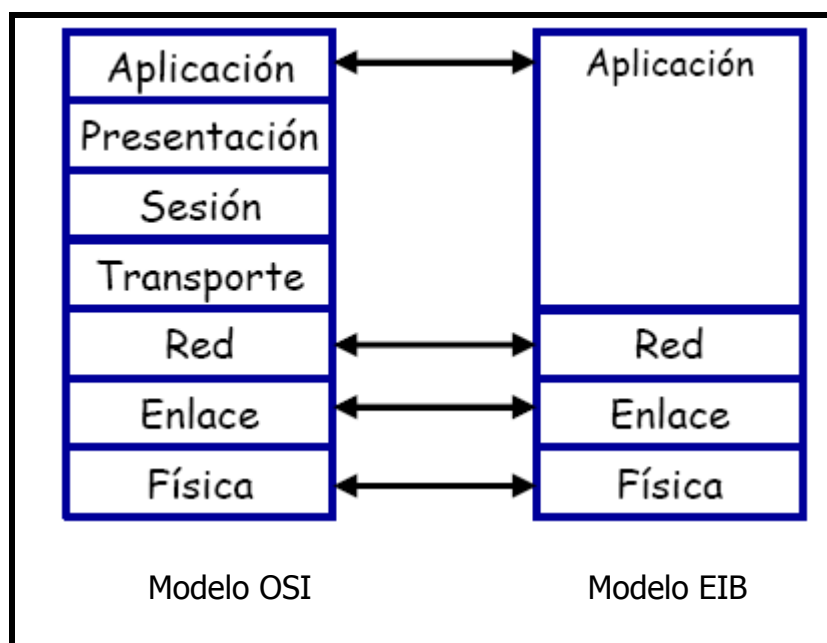 Aplicación
Presentación
Sesión
Transporte
Red
Enlace
Física
Modelo OSI
Aplicación
Red
Enlace
Física
Modelo EIB